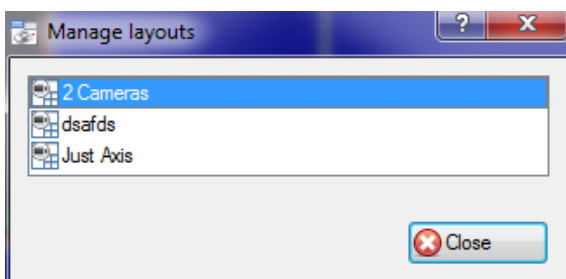 Manage layouts
?
X
2 Cameras
dsafds
Just Axis
Close